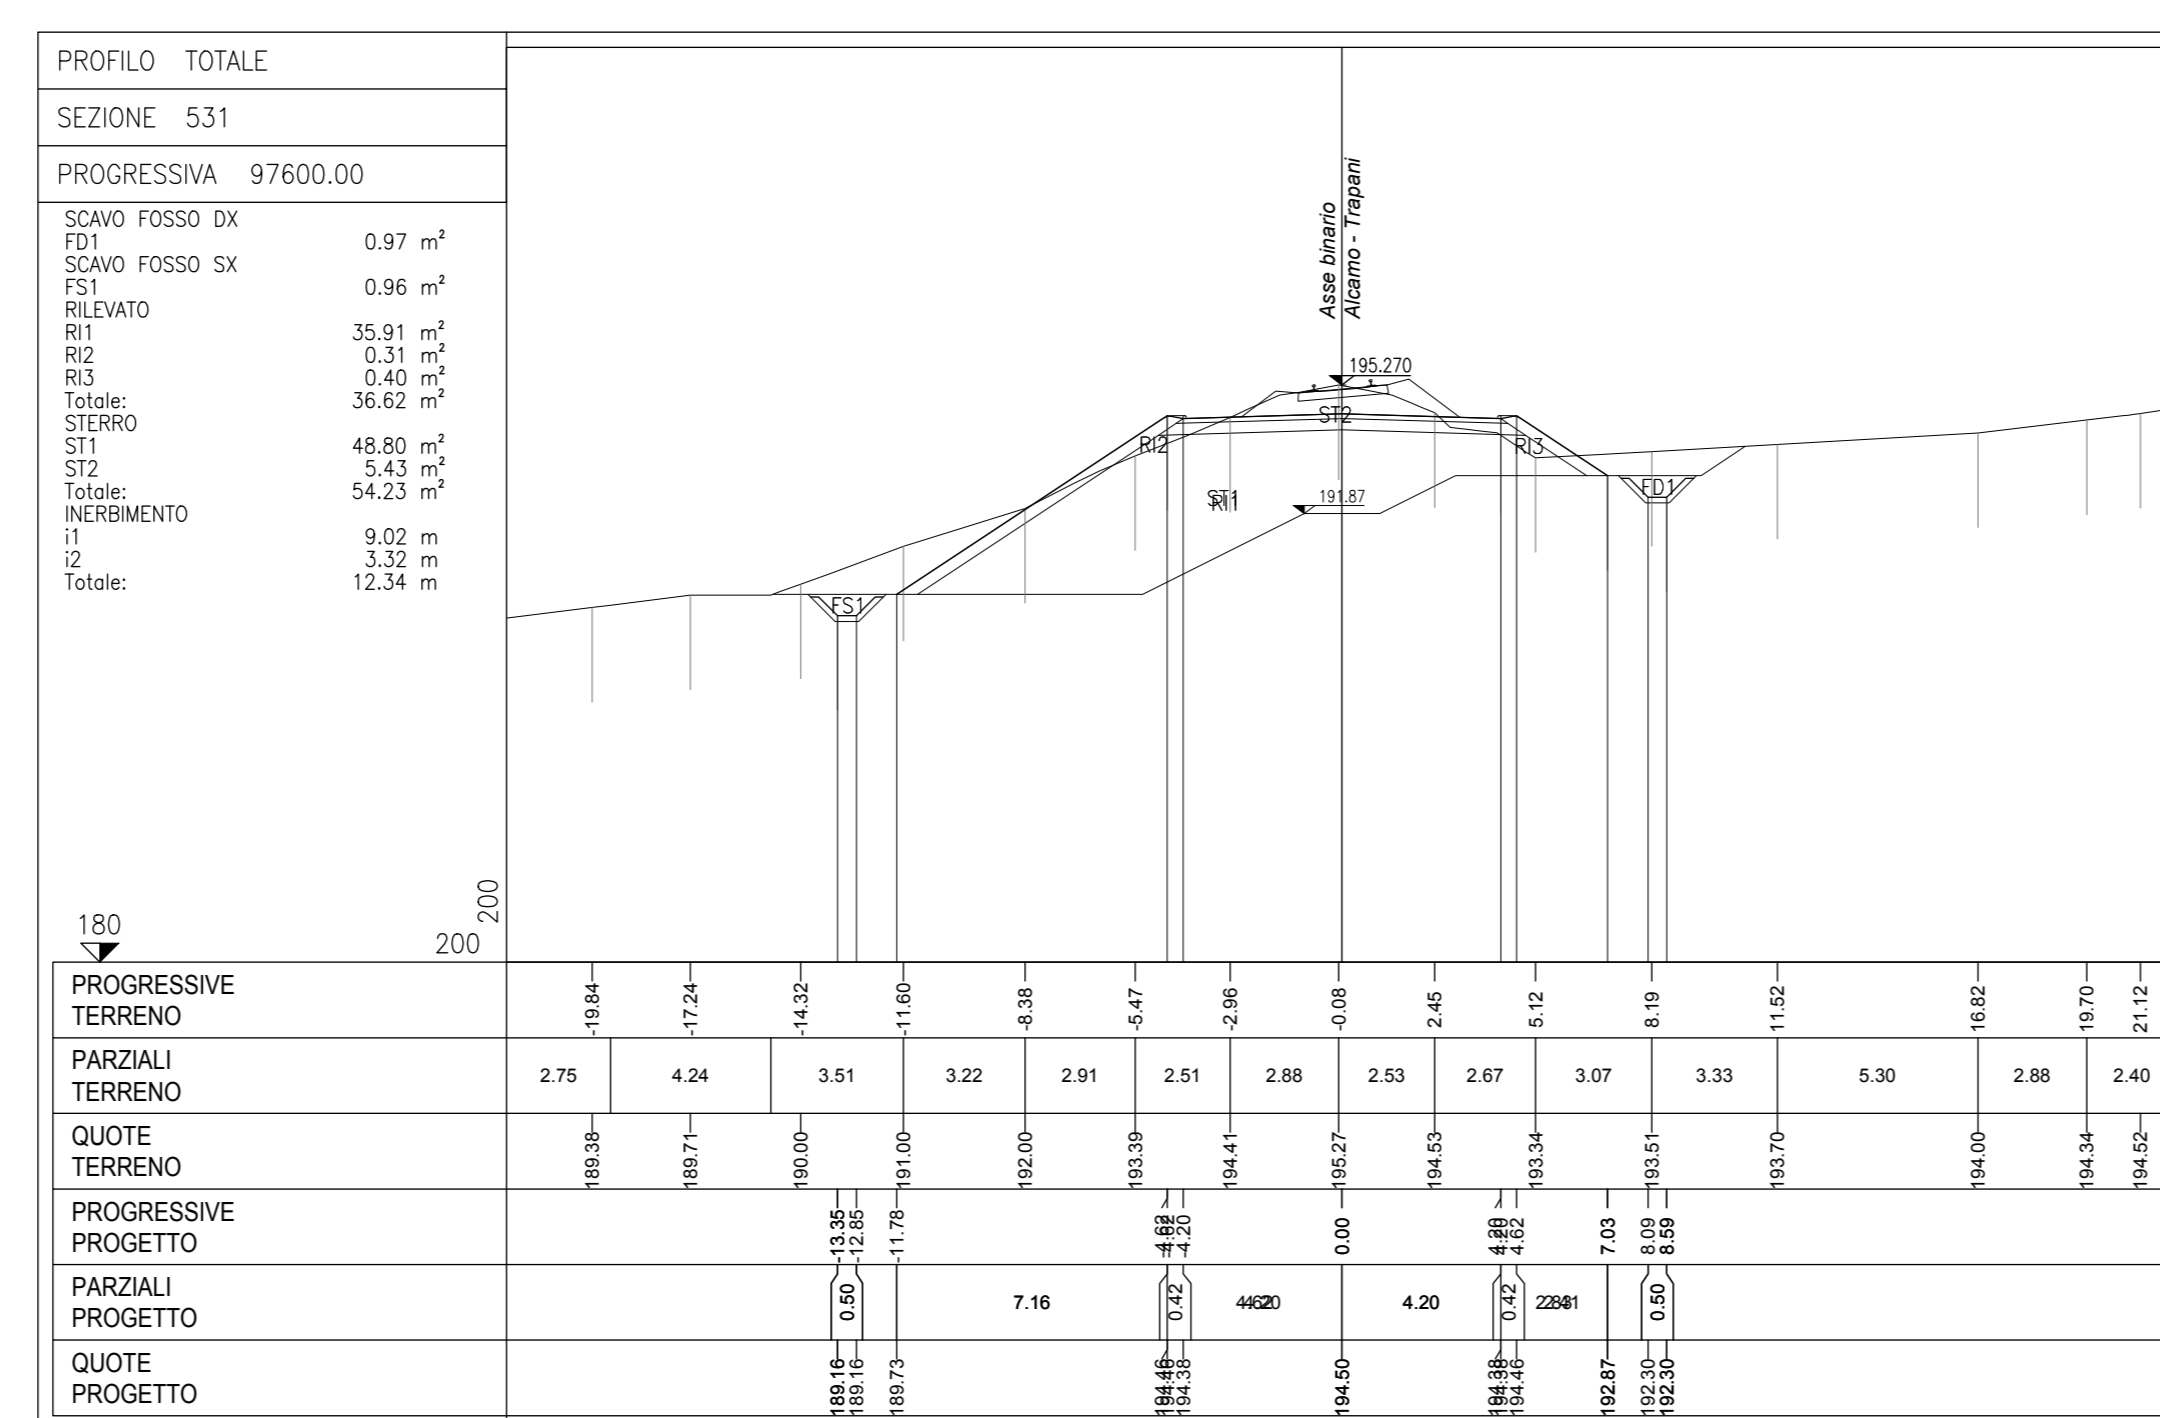 PROFILO TOTALE
SEZIONE 531
PROGRESSIVA 97600.00
SCAVO FOSSO DX
FD1 0.97 m²
SCAVO FOSSO SX
FS1 0.96 m²
RILEVATO
RI1 35.91 m²
RI2 0.31 m²
RI3 0.40 m²
Totale: 36.62 m²
STERRO
ST1 48.80 m²
ST2 5.43 m²
Totale: 54.23 m²
INERBIMENTO
i1 9.02 m
i2 3.32 m
Totale: 12.34 m
Asse binario
Alcamo - Trapani
195.270
ST2
RI2
RI3
ST1
RI1
191.87
FD1
FS1
180
200
200
PROGRESSIVE TERRENO
-19.84 -17.24 -14.32 -11.60 -8.38 -5.47 -2.96 -0.08 2.45 5.12 8.19 11.52 16.82 19.70 21.12
PARZIALI TERRENO
2.75 4.24 3.51 3.22 2.91 2.51 2.88 2.53 2.67 3.07 3.33 5.30 2.88 2.40
QUOTE TERRENO
189.38 189.71 190.00 191.00 192.00 193.39 194.41 195.27 194.53 193.34 193.51 193.70 194.00 194.34 194.52
PROGRESSIVE PROGETTO
-13.35 -12.85 -11.78 -4.62 -4.20 0.00 4.20 4.62 7.03 8.09 8.59
PARZIALI PROGETTO
0.50 7.16 0.42 4.20 0.42 0.50
QUOTE PROGETTO
189.16 189.16 189.73 194.46 194.38 194.50 194.38 194.46 192.87 192.30 192.30